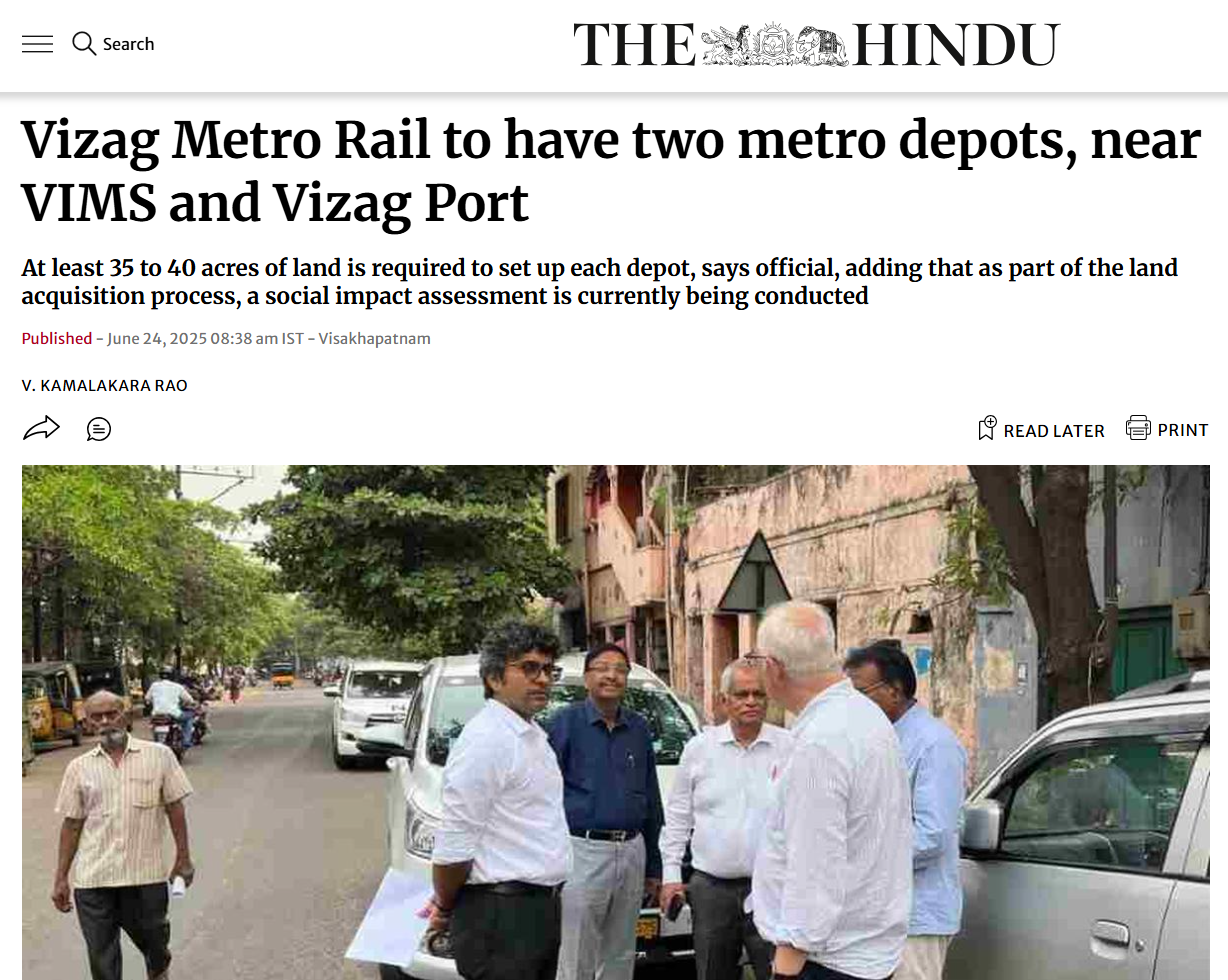 Search
THE HINDU
Vizag Metro Rail to have two metro depots, near
VIMS and Vizag Port
At least 35 to 40 acres of land is required to set up each depot, says official, adding that as part of the land
acquisition process, a social impact assessment is currently being conducted
Published - June 24, 2025 08:38 am IST - Visakhapatnam
V. KAMALAKARA RAO
READ LATER
PRINT